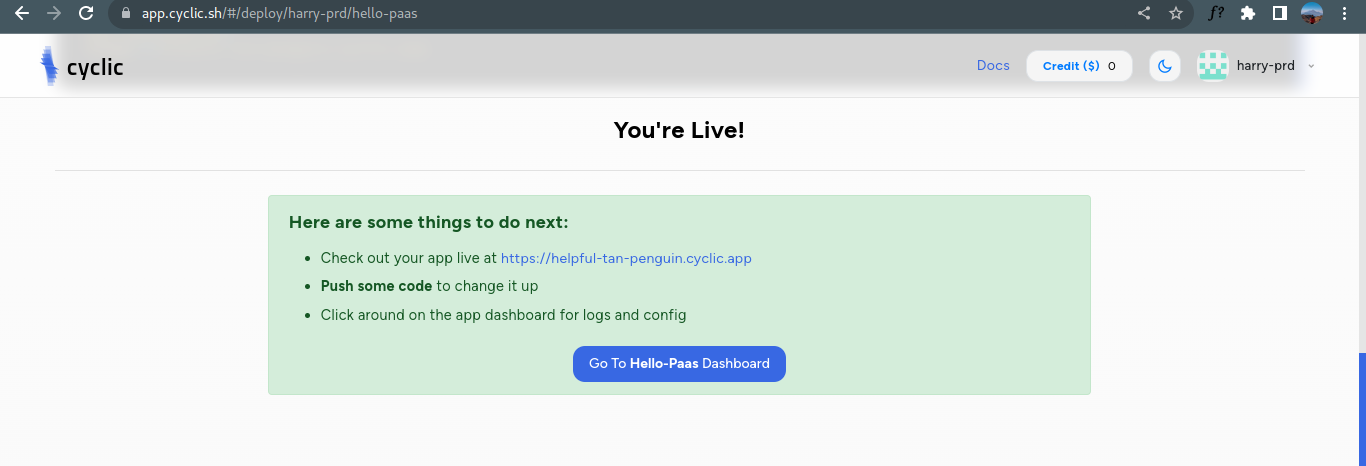 app.cyclic.sh/#/deploy/harry-prd/hello-paas
f?
cyclic
Docs
Credit ($) 0
harry-prd
You're Live!
Here are some things to do next:
Check out your app live at https://helpful-tan-penguin.cyclic.app
Push some code to change it up
Click around on the app dashboard for logs and config
Go To Hello-Paas Dashboard